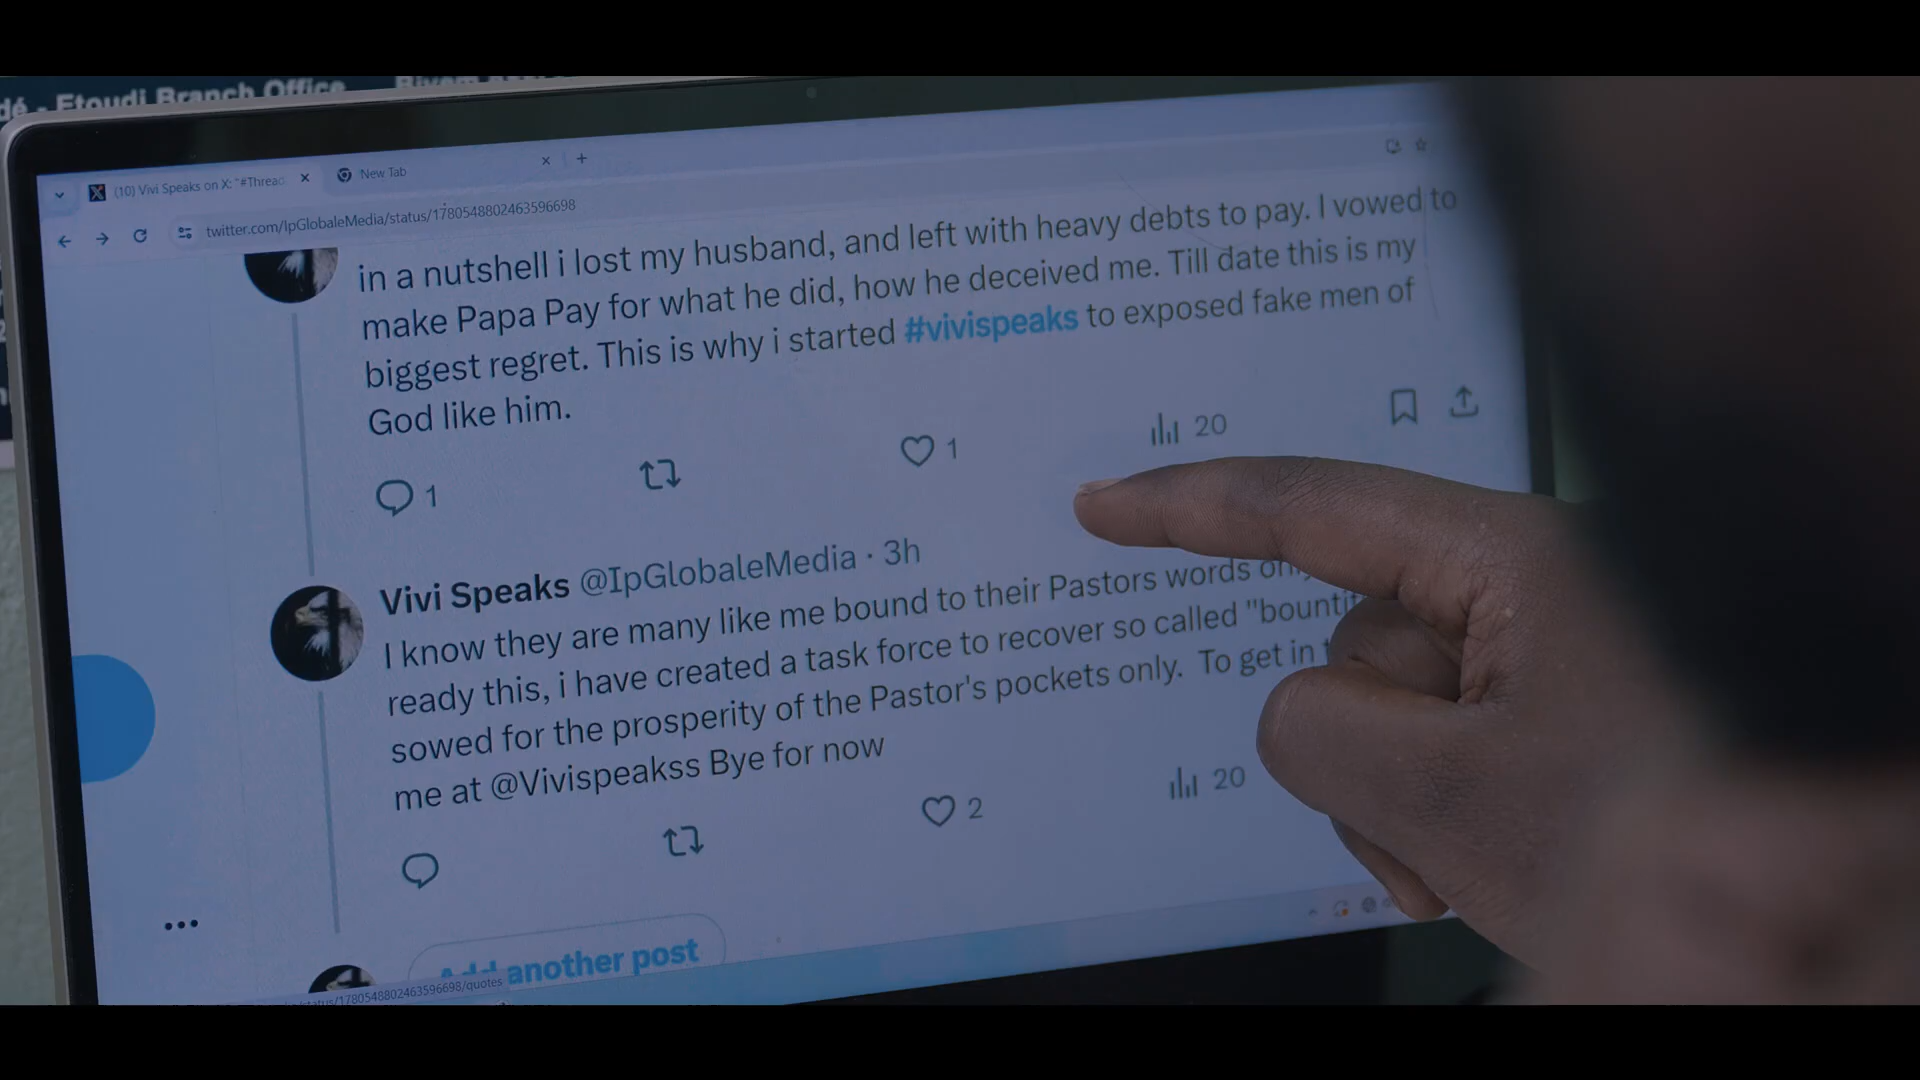 dé - Etoudi Branch Office
(10) Vivi Speaks on X: "#Thread
New Tab
twitter.com/IpGlobaleMedia/status/1780548802463596698
in a nutshell i lost my husband, and left with heavy debts to pay. I vowed to
make Papa Pay for what he did, how he deceived me. Till date this is my
biggest regret. This is why i started #vivispeaks to exposed fake men of
God like him.
1
1
20
Vivi Speaks @IpGlobaleMedia · 3h
I know they are many like me bound to their Pastors words
ready this, i have created a task force to recover so called
sowed for the prosperity of the Pastor's pockets only. To get in
me at @Vivispeakss Bye for now
2
20
Add another post
status/1780548802463596698/quotes